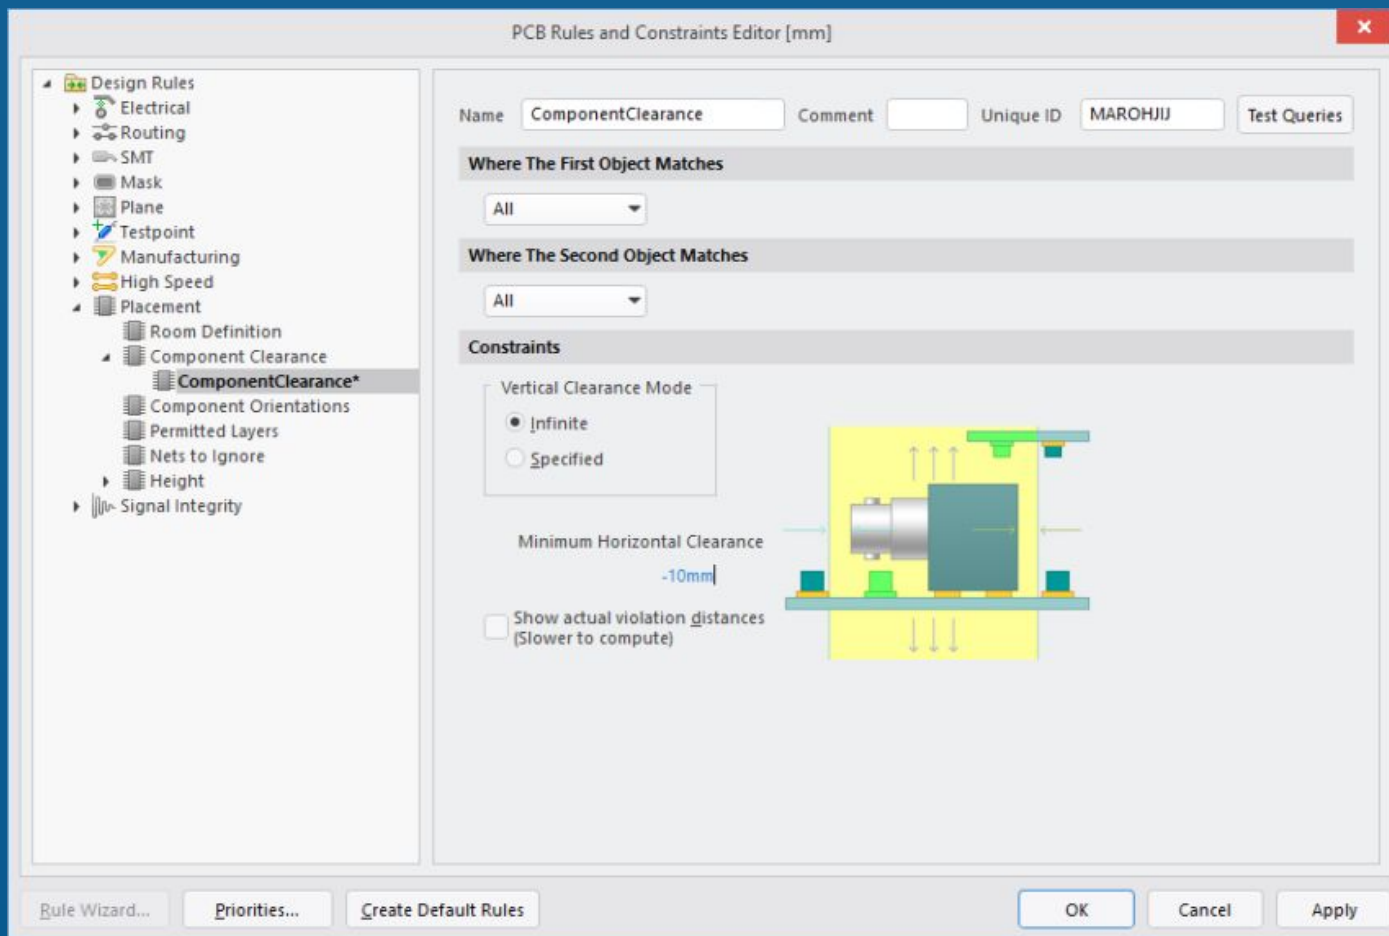 PCB Rules and Constraints Editor [mm]
Design Rules
Electrical
Routing
SMT
Mask
Plane
Testpoint
Manufacturing
High Speed
Placement
Room Definition
Component Clearance
ComponentClearance*
Component Orientations
Permitted Layers
Nets to Ignore
Height
Signal Integrity
Name ComponentClearance Comment Unique ID MAROHJIJ Test Queries
Where The First Object Matches
All
Where The Second Object Matches
All
Constraints
Vertical Clearance Mode
Infinite
Specified
Minimum Horizontal Clearance
-10mm
Show actual violation distances
(Slower to compute)
Rule Wizard... Priorities... Create Default Rules OK Cancel Apply